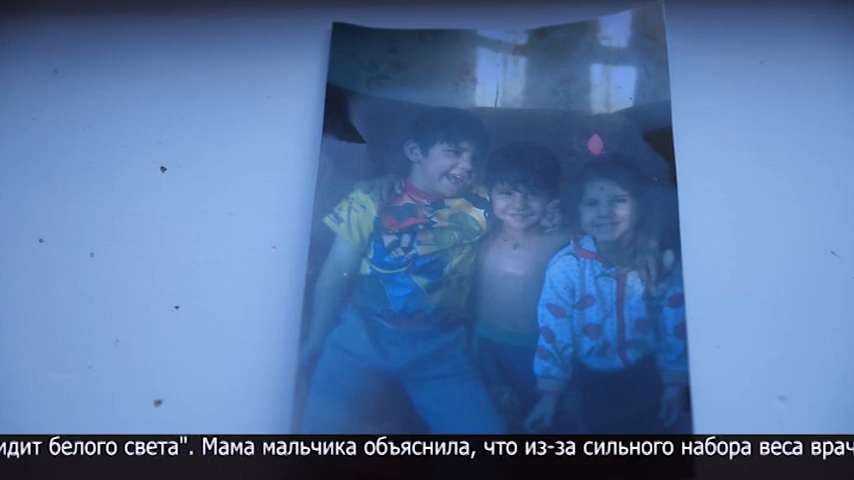 идит белого света". Мама мальчика объяснила, что из-за сильного набора веса врач